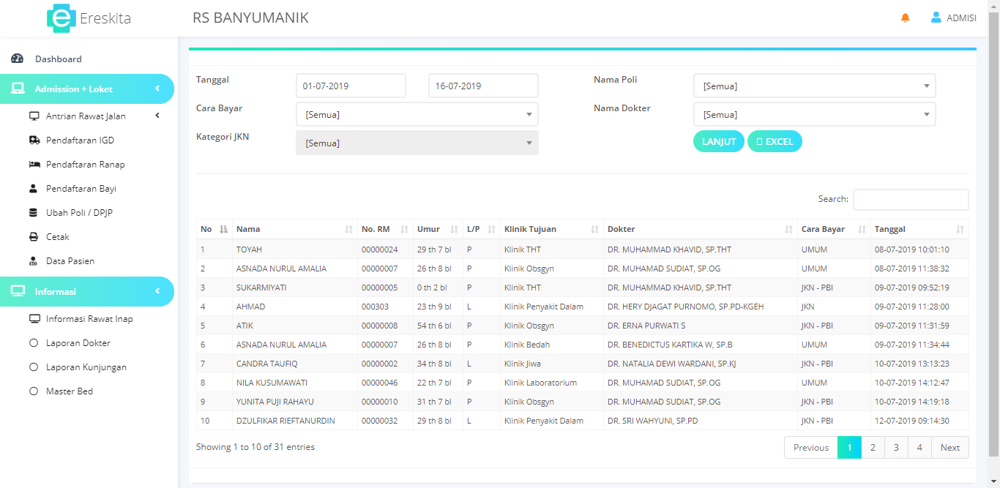 Ereskita
RS BANYUMANIK
ADMISI
Dashboard
Admission + Loket
Antrian Rawat Jalan
Pendaftaran IGD
Pendaftaran Ranap
Pendaftaran Bayi
Ubah Poli / DPJP
Cetak
Data Pasien
Informasi
Informasi Rawat Inap
Laporan Dokter
Laporan Kunjungan
Master Bed
Tanggal 01-07-2019 16-07-2019 Nama Poli [Semua]
Cara Bayar [Semua] Nama Dokter [Semua]
Kategori JKN [Semua] LANJUT EXCEL
Search:
No Nama No. RM Umur L/P Klinik Tujuan Dokter Cara Bayar Tanggal
1 TOYAH 00000024 29 th 7 bl P Klinik THT DR. MUHAMMAD KHAVID, SP.THT UMUM 08-07-2019 10:01:10
2 ASNADA NURUL AMALIA 00000007 26 th 8 bl P Klinik Obsgyn DR. MUHAMAD SUDIAT, SP.OG UMUM 08-07-2019 11:38:32
3 SUKARMIYATI 00000005 0 th 2 bl P Klinik THT DR. MUHAMMAD KHAVID, SP.THT JKN - PBI 09-07-2019 09:52:19
4 AHMAD 000303 23 th 9 bl L Klinik Penyakit Dalam DR. HERY DJAGAT PURNOMO, SP.PD-KGEH JKN 09-07-2019 11:28:00
5 ATIK 00000008 54 th 6 bl P Klinik Obsgyn DR. ERNA PURWATI S JKN - PBI 09-07-2019 11:31:59
6 ASNADA NURUL AMALIA 00000007 26 th 8 bl P Klinik Bedah DR. BENEDICTUS KARTIKA W, SP.B UMUM 09-07-2019 11:34:44
7 CANDRA TAUFIQ 00000002 34 th 8 bl L Klinik Jiwa DR. NATALIA DEWI WARDANI, SP.KJ JKN - PBI 10-07-2019 13:13:23
8 NILA KUSUMAWATI 00000046 22 th 7 bl P Klinik Laboratorium DR. MUHAMAD SUDIAT, SP.OG UMUM 10-07-2019 14:12:47
9 YUNITA PUJI RAHAYU 00000010 31 th 7 bl P Klinik Obsgyn DR. MUHAMAD SUDIAT, SP.OG JKN - PBI 10-07-2019 14:19:18
10 DZULFIKAR RIEFTANURDIN 00000032 29 th 8 bl L Klinik Penyakit Dalam DR. SRI WAHYUNI, SP.PD JKN - PBI 12-07-2019 09:14:30
Showing 1 to 10 of 31 entries
Previous 1 2 3 4 Next